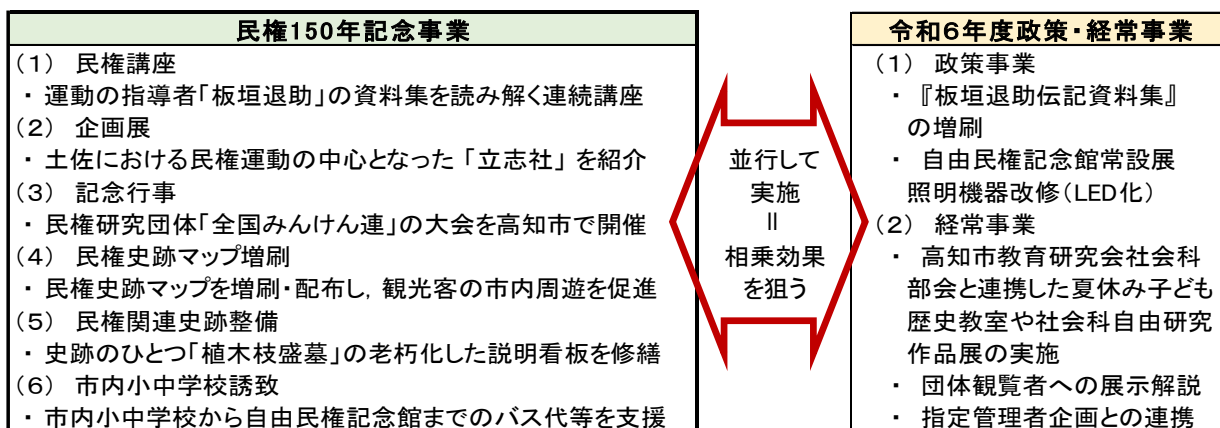 民権150年記念事業
（1） 民権講座
・ 運動の指導者「板垣退助」の資料集を読み解く連続講座
（2） 企画展
・ 土佐における民権運動の中心となった「立志社」を紹介
（3） 記念行事
・ 民権研究団体「全国みんけん連」の大会を高知市で開催
（4） 民権史跡マップ増刷
・ 民権史跡マップを増刷・配布し，観光客の市内周遊を促進
（5） 民権関連史跡整備
・ 史跡のひとつ「植木枝盛墓」の老朽化した説明看板を修繕
（6） 市内小中学校誘致
・ 市内小中学校から自由民権記念館までのバス代等を支援
並行して
実施
＝
相乗効果
を狙う
令和6年度政策・経常事業
（1） 政策事業
・ 『板垣退助伝記資料集』
の増刷
・ 自由民権記念館常設展
照明機器改修（LED化）
（2） 経常事業
・ 高知市教育研究会社会科
部会と連携した夏休み子ども
歴史教室や社会科自由研究
作品展の実施
・ 団体観覧者への展示解説
・ 指定管理者企画との連携